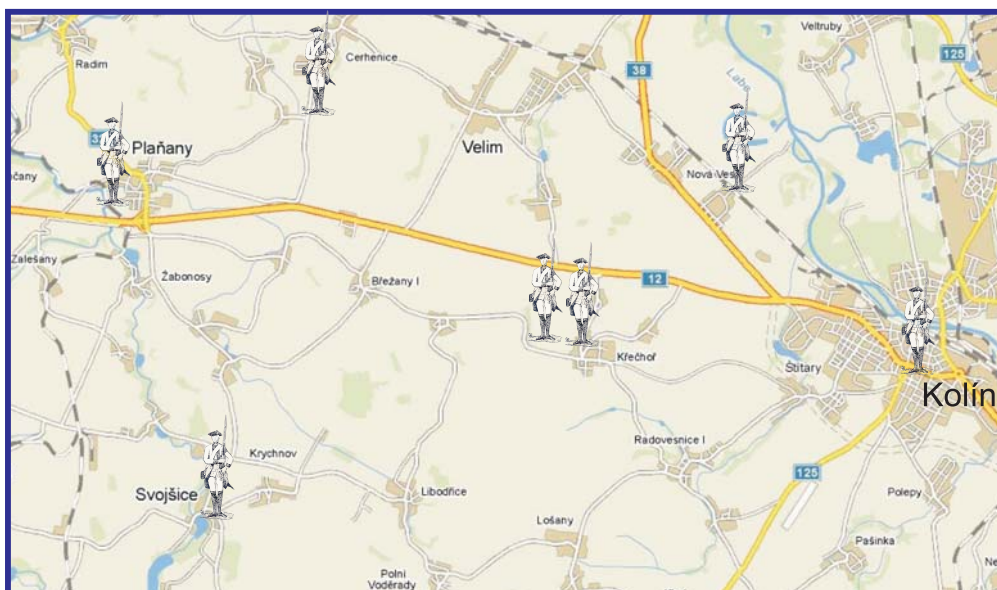 Veltruby
Radim
Cerhenice
125
38
Labe
Plaňany
Velim
Nová Ves
Zalešany
Žabonosy
Břežany I
12
Křečhoř
Štítary
Kolín
Radovesnice I
Krychnov
125
Svojšice
Libodřice
Polepy
Lošany
Pašinka
Polní
Voděrady